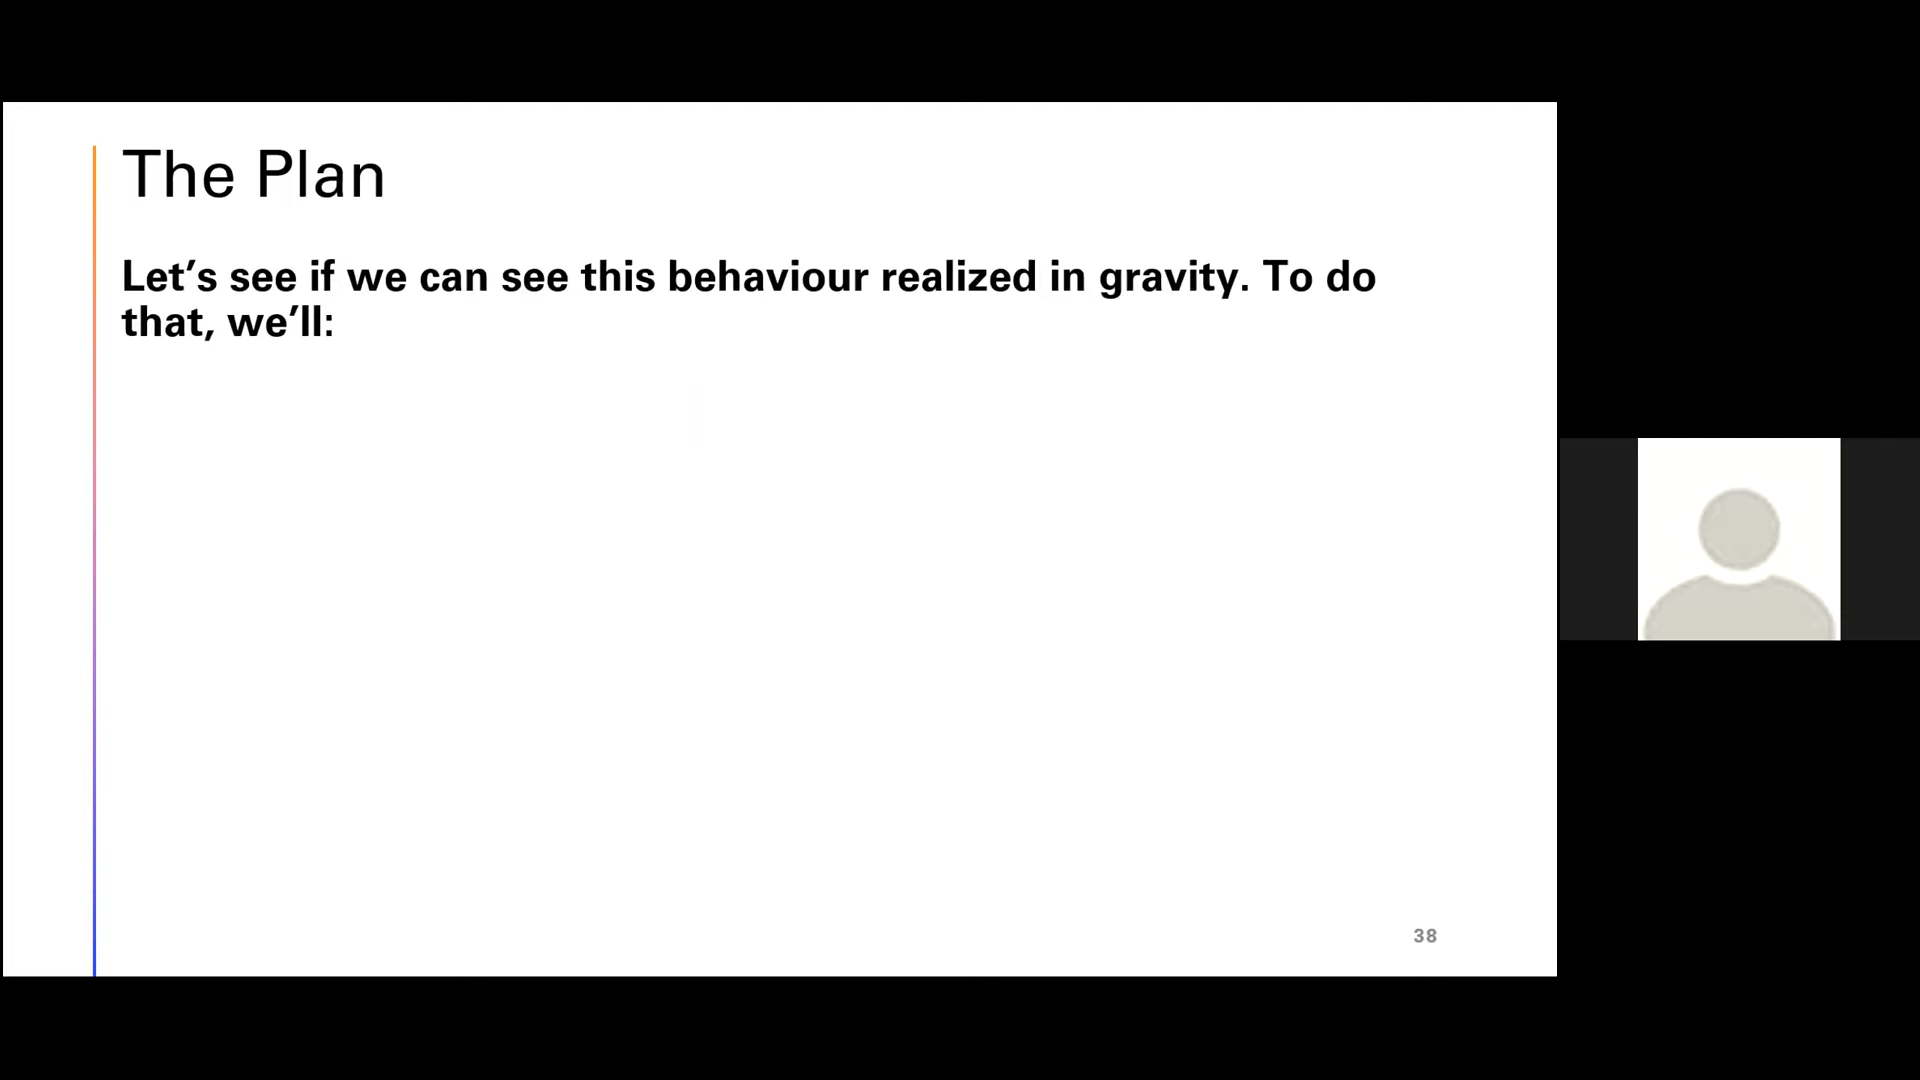 The Plan
Let’s see if we can see this behaviour realized in gravity. To do
that, we’ll:
38